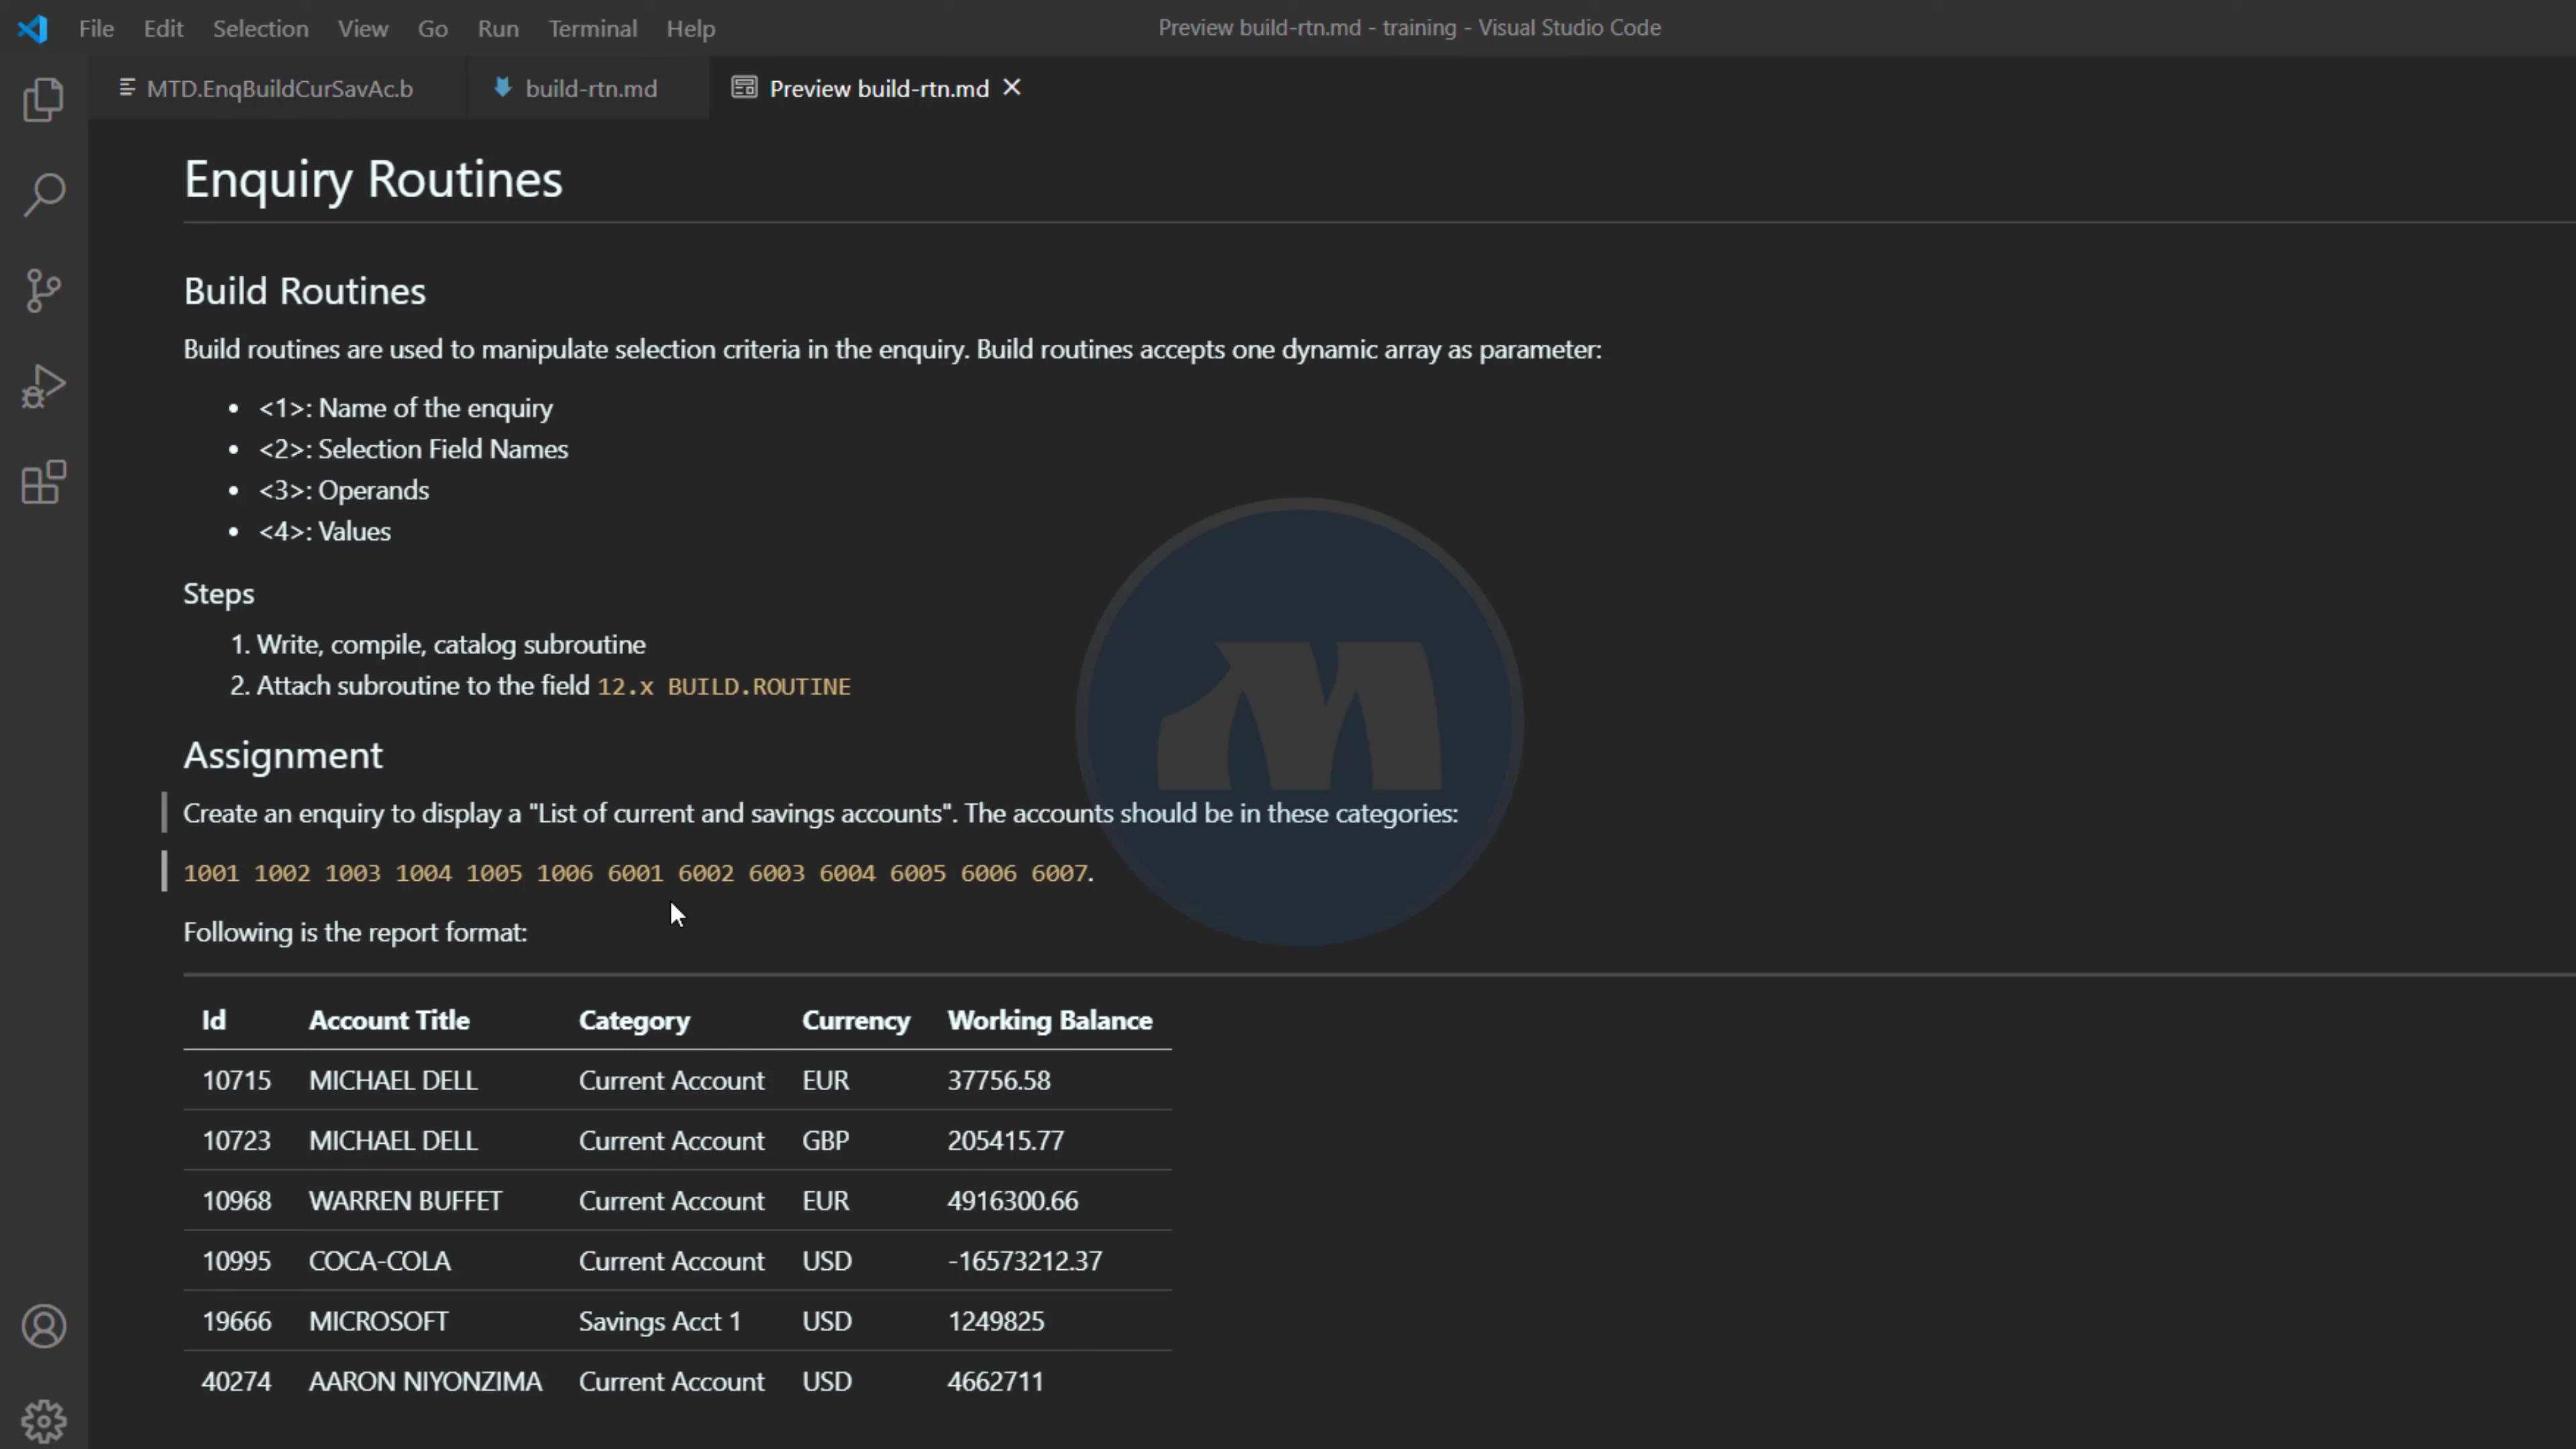 File Edit Selection View Go Run Terminal Help
Preview build-rtn.md - training - Visual Studio Code
MTD.EnqBuildCurSavAc.b build-rtn.md Preview build-rtn.md
Enquiry Routines
Build Routines
Build routines are used to manipulate selection criteria in the enquiry. Build routines accepts one dynamic array as parameter:
• <1>: Name of the enquiry
• <2>: Selection Field Names
• <3>: Operands
• <4>: Values
Steps
1. Write, compile, catalog subroutine
2. Attach subroutine to the field 12.x BUILD.ROUTINE
Assignment
Create an enquiry to display a "List of current and savings accounts". The accounts should be in these categories:
1001 1002 1003 1004 1005 1006 6001 6002 6003 6004 6005 6006 6007.
Following is the report format:
Id Account Title Category Currency Working Balance
10715 MICHAEL DELL Current Account EUR 37756.58
10723 MICHAEL DELL Current Account GBP 205415.77
10968 WARREN BUFFET Current Account EUR 4916300.66
10995 COCA-COLA Current Account USD -16573212.37
19666 MICROSOFT Savings Acct 1 USD 1249825
40274 AARON NIYONZIMA Current Account USD 4662711
M